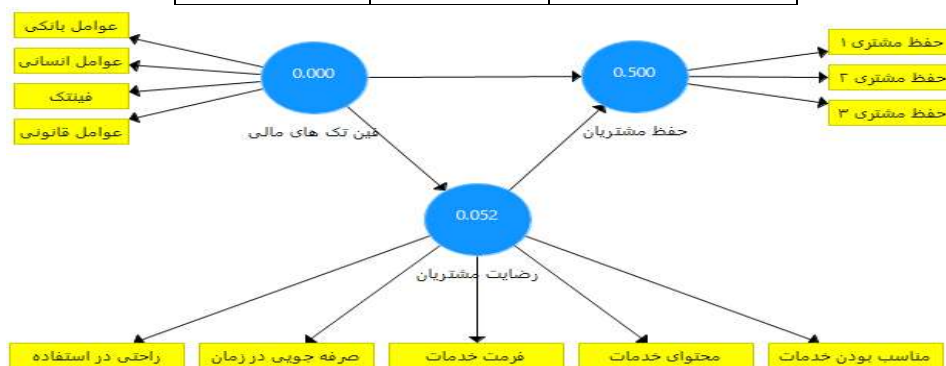 عوامل بانکی
عوامل انسانی
فینتک
عوامل قانونی
0.000
فین تک های مالی
0.500
حفظ مشتریان
حفظ مشتری ۱
حفظ مشتری ۲
حفظ مشتری ۳
0.052
رضایت مشتریان
راحتی در استفاده
صرفه جویی در زمان
فرمت خدمات
محتوای خدمات
مناسب بودن خدمات